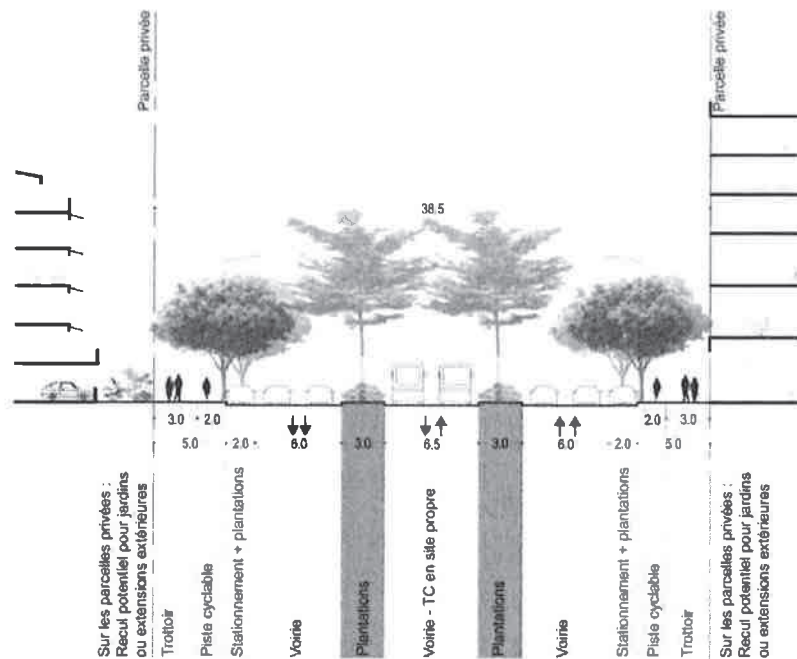 Parcelle privée
Parcelle privée
38.5
3.0 2.0
2.0 3.0
5.0 2.0 6.0 3.0 6.5 3.0 6.0 2.0 5.0
Sur les parcelles privées :
Recul potentiel pour jardins
ou extensions extérieures
Trottoir
Piste cyclable
Stationnement + plantations
Voirie
Plantations
Voirie - TC en site propre
Plantations
Voirie
Stationnement + plantations
Piste cyclable
Trottoir
Sur les parcelles privées :
Recul potentiel pour jardins
ou extensions extérieures